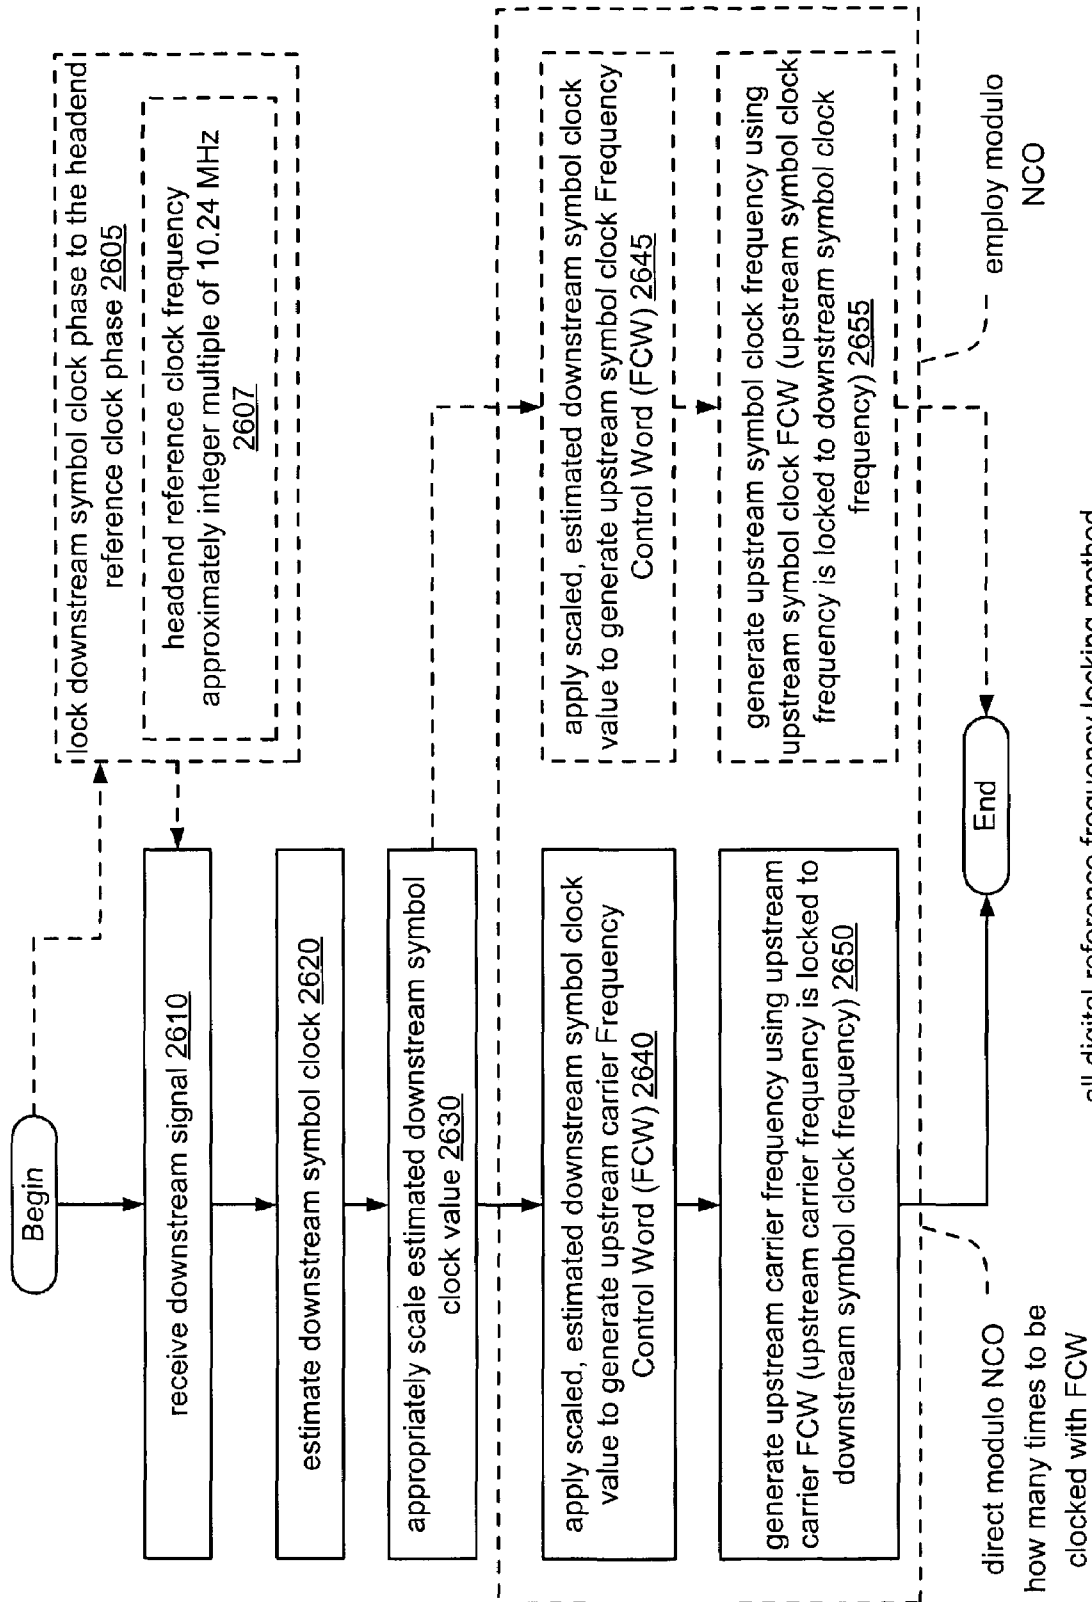 Begin
lock downstream symbol clock phase to the headend
reference clock phase 2605
headend reference clock frequency
approximately integer multiple of 10.24 MHz
2607
receive downstream signal 2610
estimate downstream symbol clock 2620
appropriately scale estimated downstream symbol
clock value 2630
apply scaled, estimated downstream symbol clock
value to generate upstream carrier Frequency
Control Word (FCW) 2640
apply scaled, estimated downstream symbol clock
value to generate upstream symbol clock Frequency
Control Word (FCW) 2645
generate upstream carrier frequency using upstream
carrier FCW (upstream carrier frequency is locked to
downstream symbol clock frequency) 2650
generate upstream symbol clock frequency using
upstream symbol clock FCW (upstream symbol clock
frequency is locked to downstream symbol clock
frequency) 2655
End
direct modulo NCO
how many times to be
clocked with FCW
employ modulo
NCO
all digital reference frequency locking method